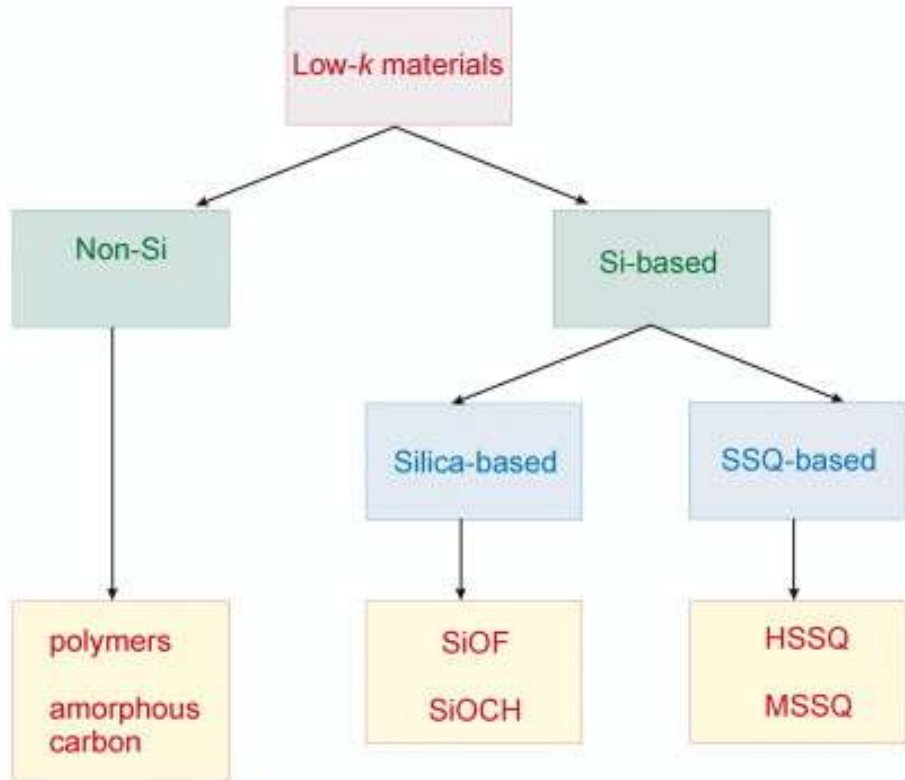 Low-k materials
Non-Si
Si-based
Silica-based
SSQ-based
polymers
amorphous
carbon
SiOF
SiOCH
HSSQ
MSSQ